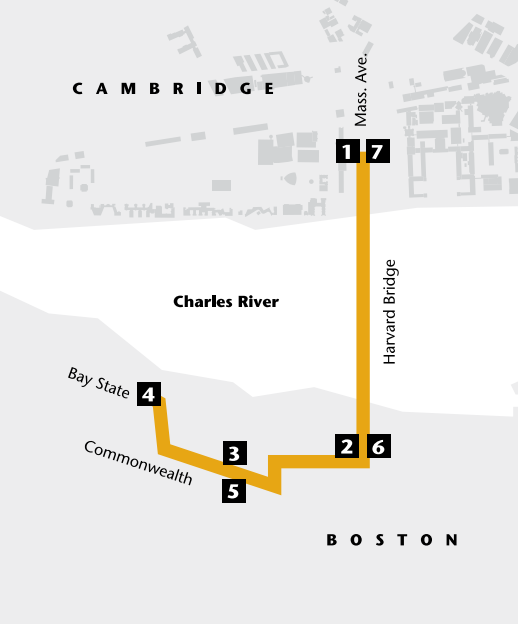 Mass. Ave.
CAMBRIDGE
1 7
Harvard Bridge
Charles River
Bay State
4
Commonwealth
3
2 6
5
BOSTON